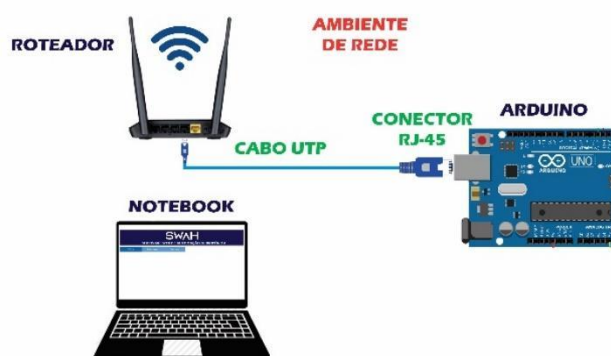 AMBIENTE
DE REDE
ROTEADOR
ARDUINO
CONECTOR
RJ-45
CABO UTP
UNO
ARDUINO
NOTEBOOK
SWAH